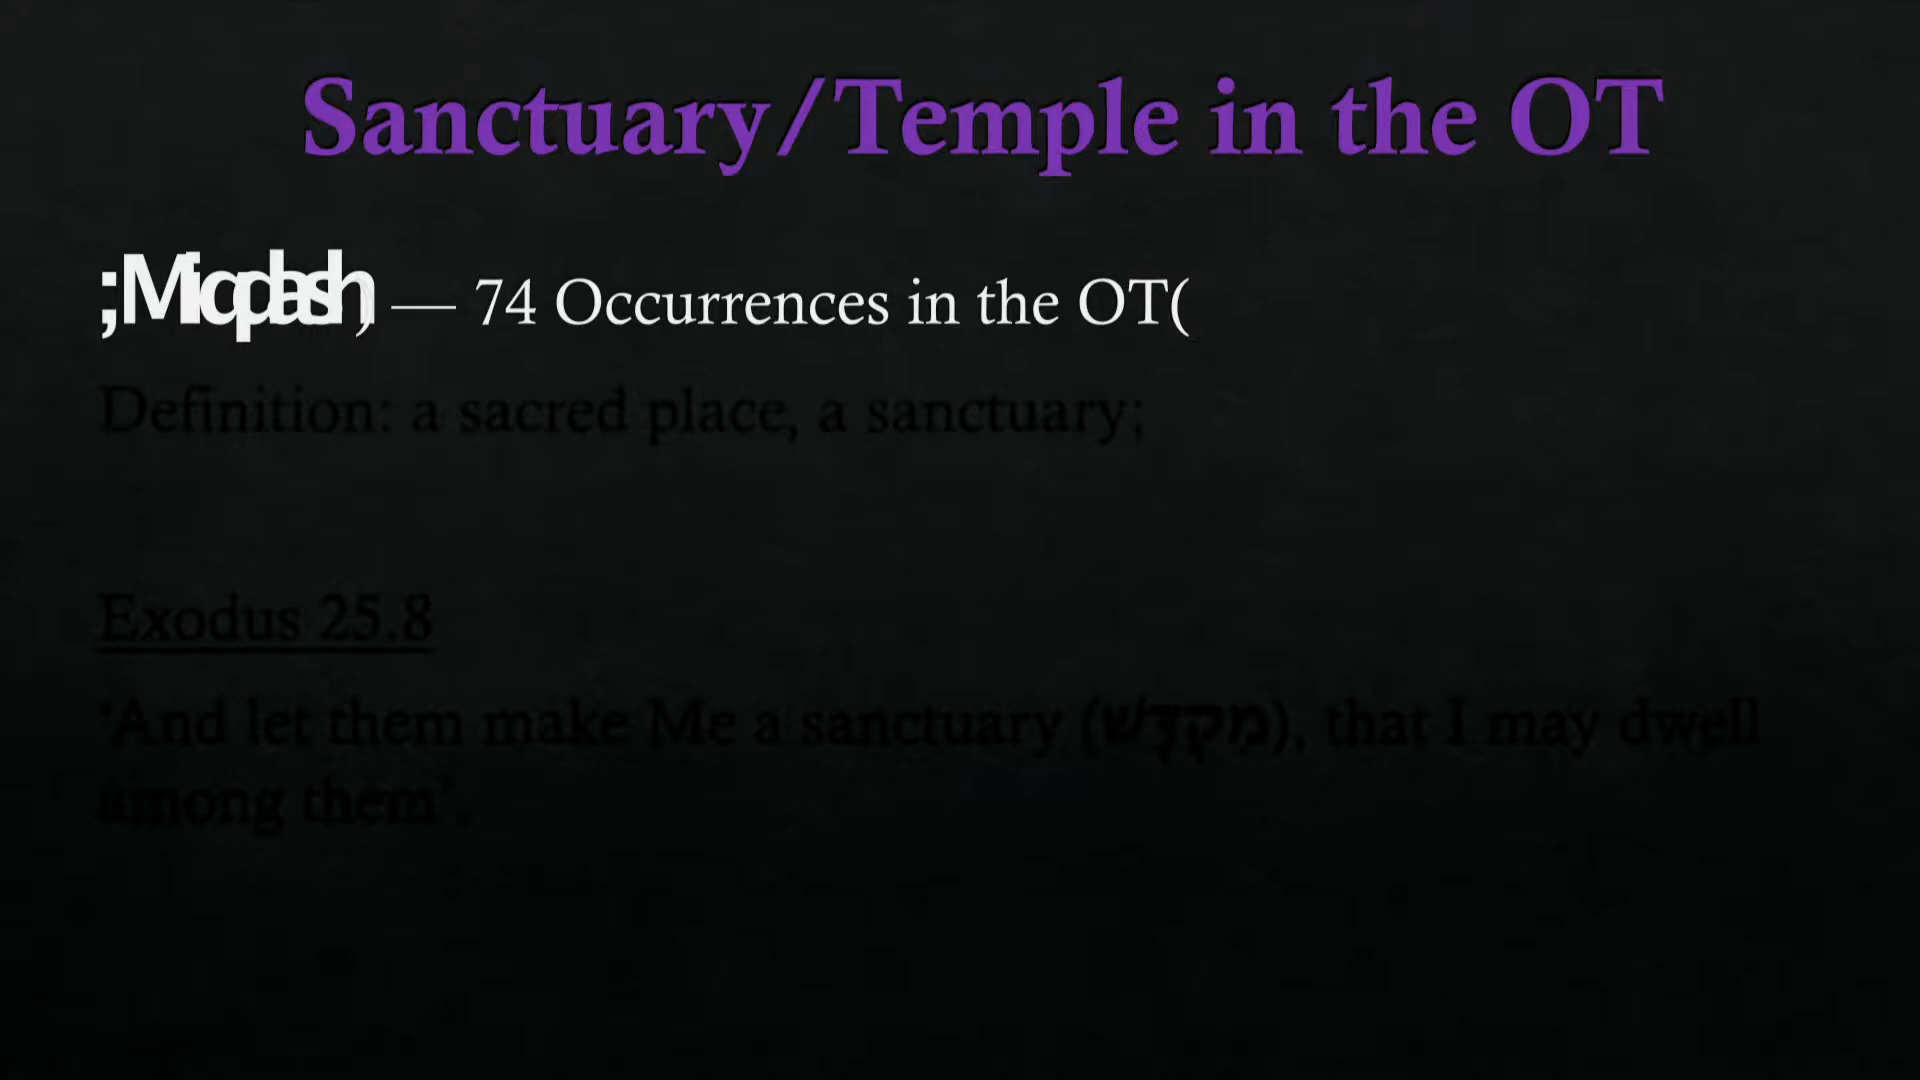 Sanctuary/Temple in the OT
;Miqdash) — 74 Occurrences in the OT(
Definition: a sacred place, a sanctuary;
Exodus 25.8
‘And let them make Me a sanctuary (מִקְדָּשׁ), that I may dwell
among them’.